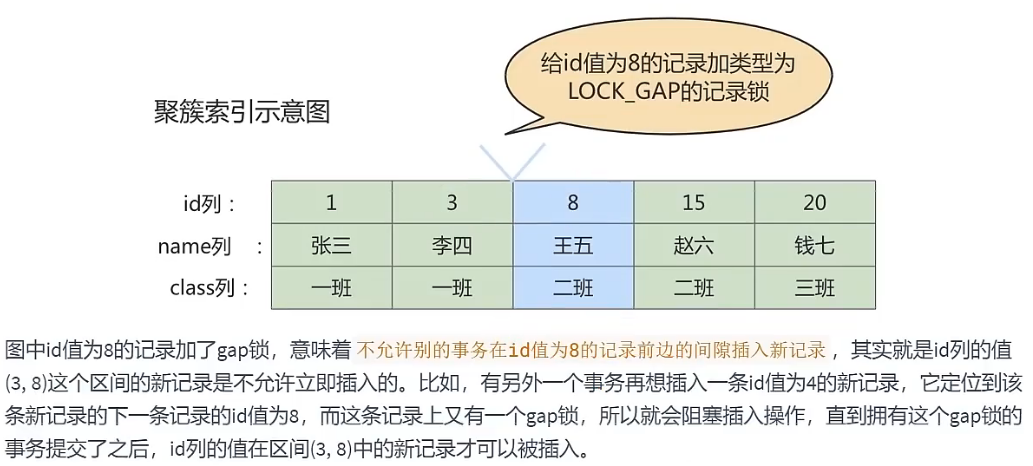 给id值为8的记录加类型为
LOCK_GAP的记录锁
聚簇索引示意图
id列： 1 3 8 15 20
name列 ： 张三 李四 王五 赵六 钱七
class列： 一班 一班 二班 二班 三班
图中id值为8的记录加了gap锁，意味着 不允许别的事务在id值为8的记录前边的间隙插入新记录 ，其实就是id列的值
(3, 8)这个区间的新记录是不允许立即插入的。比如，有另外一个事务再想插入一条id值为4的新记录，它定位到该
条新记录的下一条记录的id值为8，而这条记录上又有一个gap锁，所以就会阻塞插入操作，直到拥有这个gap锁的
事务提交了之后，id列的值在区间(3, 8)中的新记录才可以被插入。